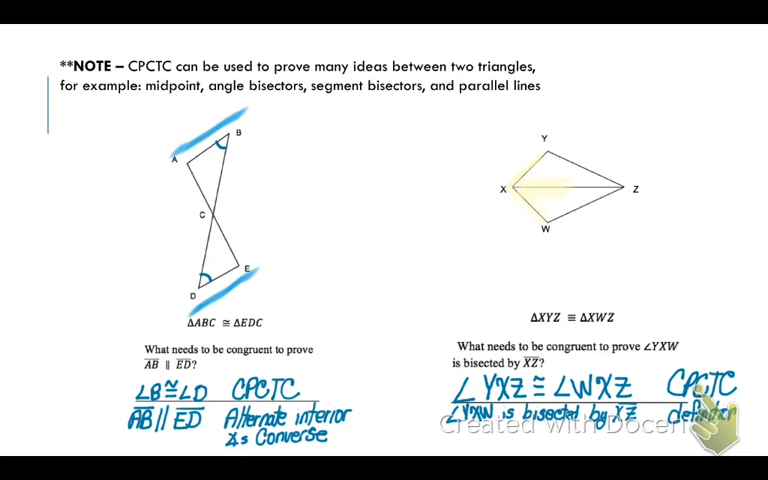 **NOTE – CPCTC can be used to prove many ideas between two triangles,
for example: midpoint, angle bisectors, segment bisectors, and parallel lines
B
A
C
E
D
ΔABC ≅ ΔEDC
What needs to be congruent to prove
AB ∥ ED?
∠B≅∠D CPCTC
AB // ED Alternate interior
∠s Converse
Y
X
Z
W
ΔXYZ ≡ ΔXWZ
What needs to be congruent to prove ∠YXW
is bisected by XZ?
∠YXZ ≅ ∠WXZ CPCTC
∠YXW is bisected by XZ
Created with Docer